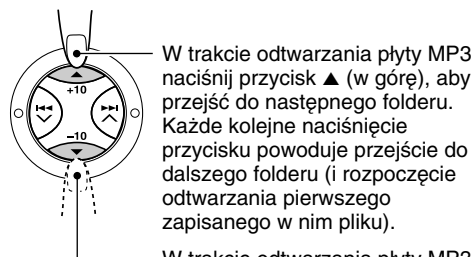 +10
–10
W trakcie odtwarzania płyty MP3
naciśnij przycisk ▲ (w górę), aby
przejść do następnego folderu.
Każde kolejne naciśnięcie
przycisku powoduje przejście do
dalszego folderu (i rozpoczęcie
odtwarzania pierwszego
zapisanego w nim pliku).
W trakcie odtwarzania płyty MP3